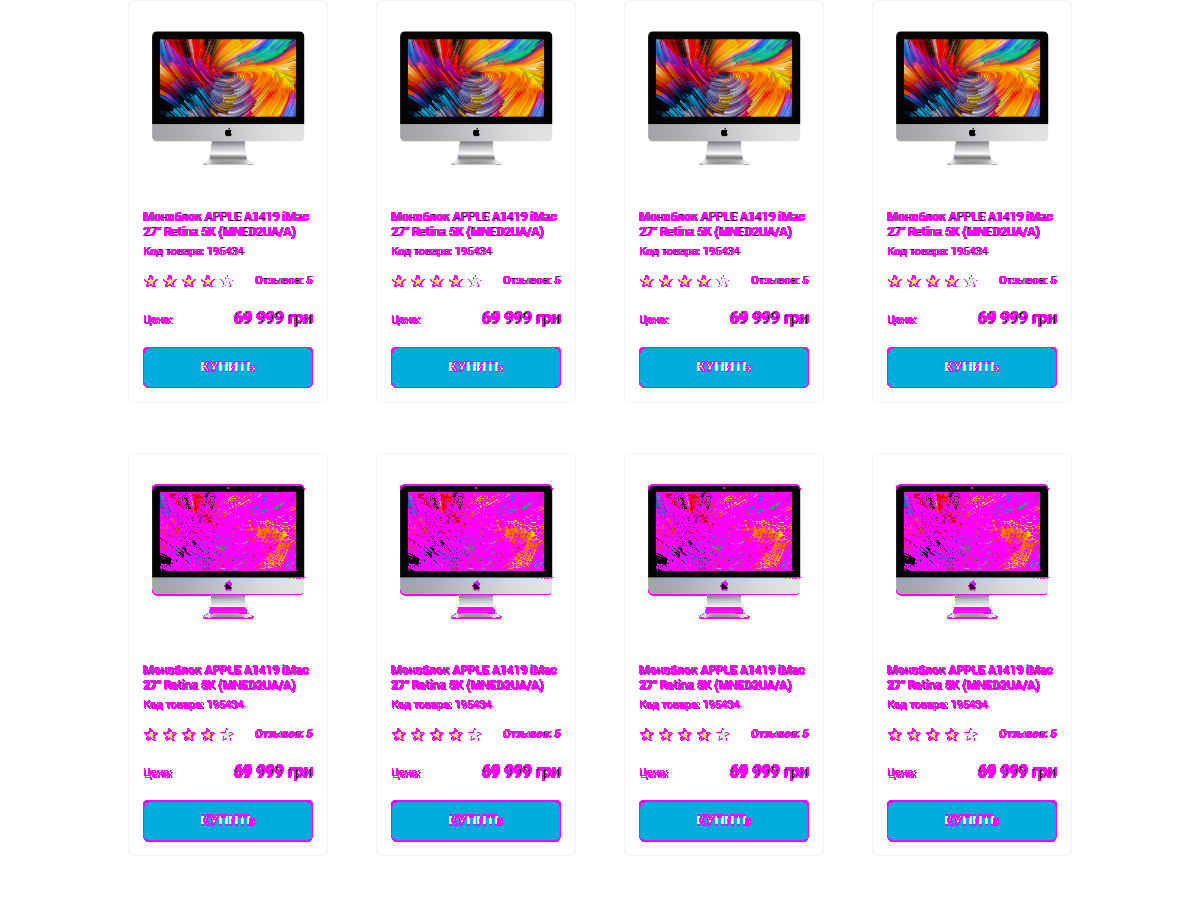 Моноблок APPLE A1419 iMac
27" Retina 5K (MNED2UA/A)
Код товара: 195434
Отзывов: 5
Цена: 69 999 грн
КУПИТЬ
Моноблок APPLE A1419 iMac
27" Retina 5K (MNED2UA/A)
Код товара: 195434
Отзывов: 5
Цена: 69 999 грн
КУПИТЬ
Моноблок APPLE A1419 iMac
27" Retina 5K (MNED2UA/A)
Код товара: 195434
Отзывов: 5
Цена: 69 999 грн
КУПИТЬ
Моноблок APPLE A1419 iMac
27" Retina 5K (MNED2UA/A)
Код товара: 195434
Отзывов: 5
Цена: 69 999 грн
КУПИТЬ
Моноблок APPLE A1419 iMac
27" Retina 5K (MNED2UA/A)
Код товара: 195434
Отзывов: 5
Цена: 69 999 грн
КУПИТЬ
Моноблок APPLE A1419 iMac
27" Retina 5K (MNED2UA/A)
Код товара: 195434
Отзывов: 5
Цена: 69 999 грн
КУПИТЬ
Моноблок APPLE A1419 iMac
27" Retina 5K (MNED2UA/A)
Код товара: 195434
Отзывов: 5
Цена: 69 999 грн
КУПИТЬ
Моноблок APPLE A1419 iMac
27" Retina 5K (MNED2UA/A)
Код товара: 195434
Отзывов: 5
Цена: 69 999 грн
КУПИТЬ